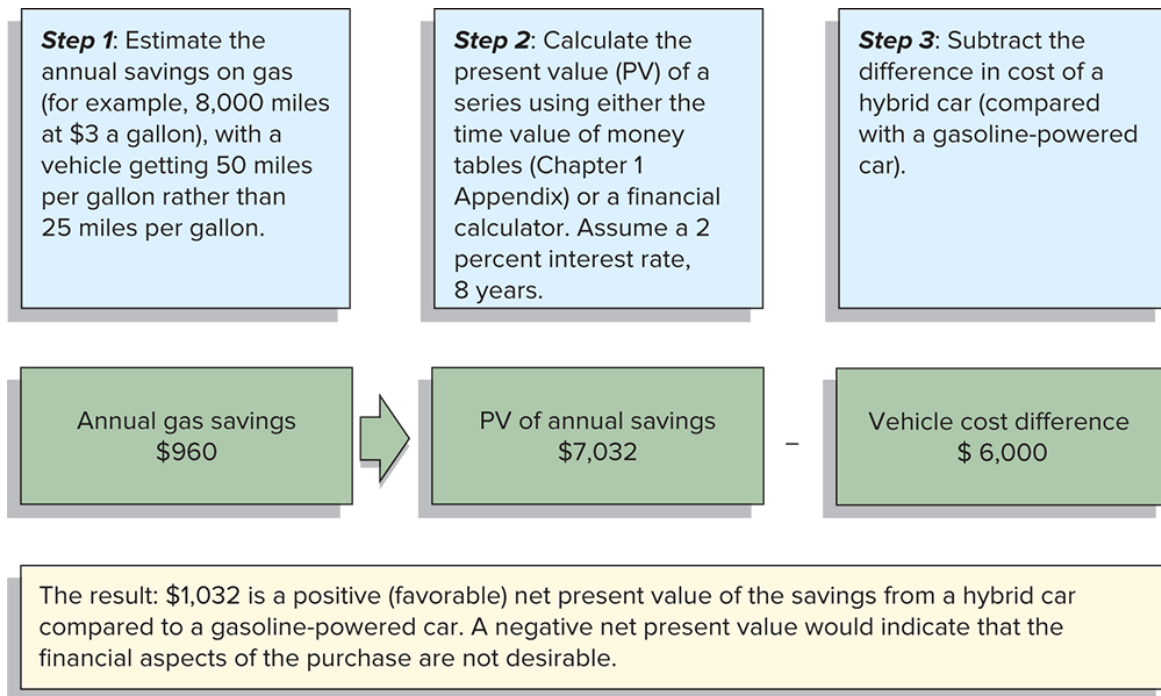 Step 1: Estimate the
annual savings on gas
(for example, 8,000 miles
at $3 a gallon), with a
vehicle getting 50 miles
per gallon rather than
25 miles per gallon.
Step 2: Calculate the
present value (PV) of a
series using either the
time value of money
tables (Chapter 1
Appendix) or a financial
calculator. Assume a 2
percent interest rate,
8 years.
Step 3: Subtract the
difference in cost of a
hybrid car (compared
with a gasoline-powered
car).
Annual gas savings
$960
PV of annual savings
$7,032
–
Vehicle cost difference
$ 6,000
The result: $1,032 is a positive (favorable) net present value of the savings from a hybrid car
compared to a gasoline-powered car. A negative net present value would indicate that the
financial aspects of the purchase are not desirable.